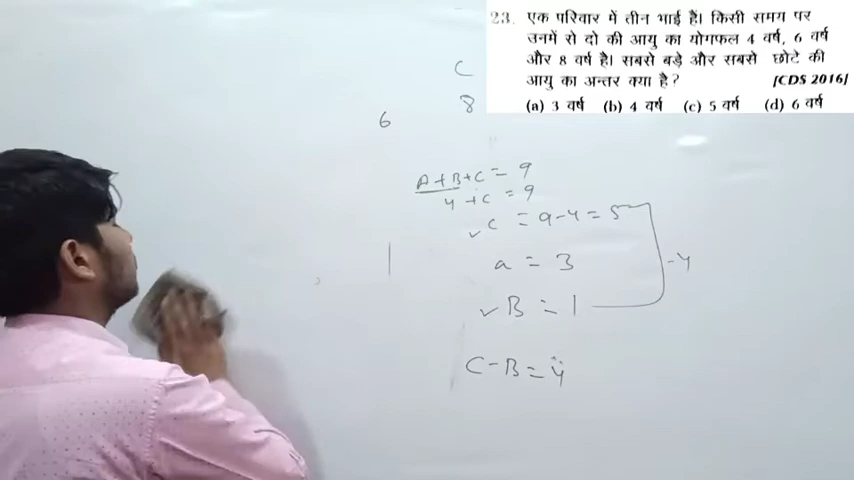 23. एक परिवार में तीन भाई हैं। किसी समय पर
उनमें से दो की आयु का योगफल 4 वर्ष, 6 वर्ष
और 8 वर्ष है। सबसे बड़े और सबसे छोटे की
आयु का अन्तर क्या है? [CDS 2016]
(a) 3 वर्ष (b) 4 वर्ष (c) 5 वर्ष (d) 6 वर्ष
C
6 8
A+B+C = 9
4 + C = 9
✓ C = 9-4 = 5
a = 3
-4
✓ B = 1
C-B = 4